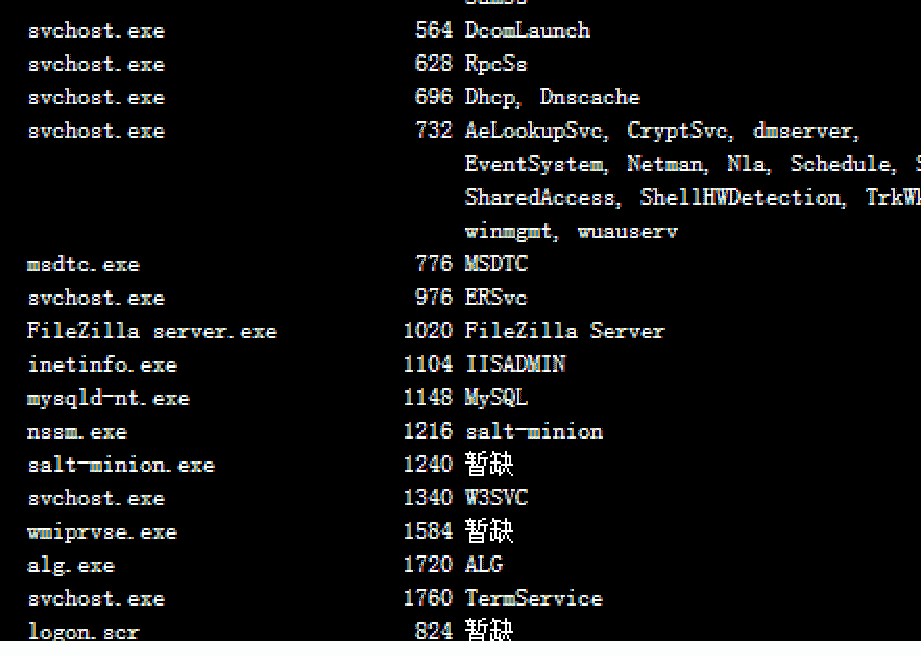 svchost.exe 564 DcomLaunch
svchost.exe 628 RpcSs
svchost.exe 696 Dhcp, Dnscache
svchost.exe 732 AeLookupSvc, CryptSvc, dmserver,
EventSystem, Netman, Nla, Schedule,
SharedAccess, ShellHWDetection,
winmgmt, wuauserv
msdtc.exe 776 MSDTC
svchost.exe 976 ERSvc
FileZilla server.exe 1020 FileZilla Server
inetinfo.exe 1104 IISADMIN
mysqld-nt.exe 1148 MySQL
nssm.exe 1216 salt-minion
salt-minion.exe 1240 暂缺
svchost.exe 1340 W3SVC
wmiprvse.exe 1584 暂缺
alg.exe 1720 ALG
svchost.exe 1760 TermService
logon.scr 824 暂缺